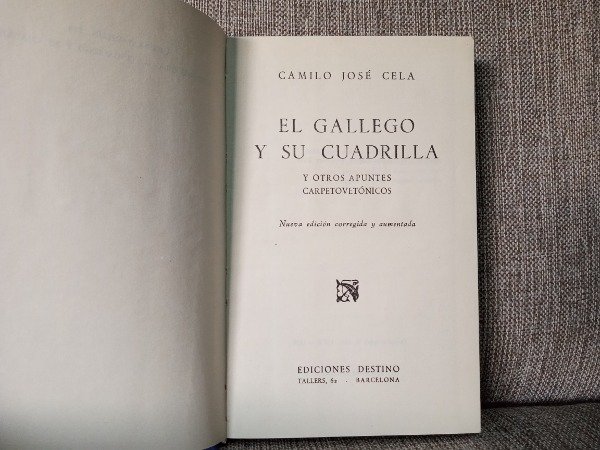 CAMILO JOSÉ CELA
EL GALLEGO
Y SU CUADRILLA
Y OTROS APUNTES
CARPETOVETÓNICOS
Nueva edición corregida y aumentada
EDICIONES DESTINO
TALLERS, 62 - BARCELONA